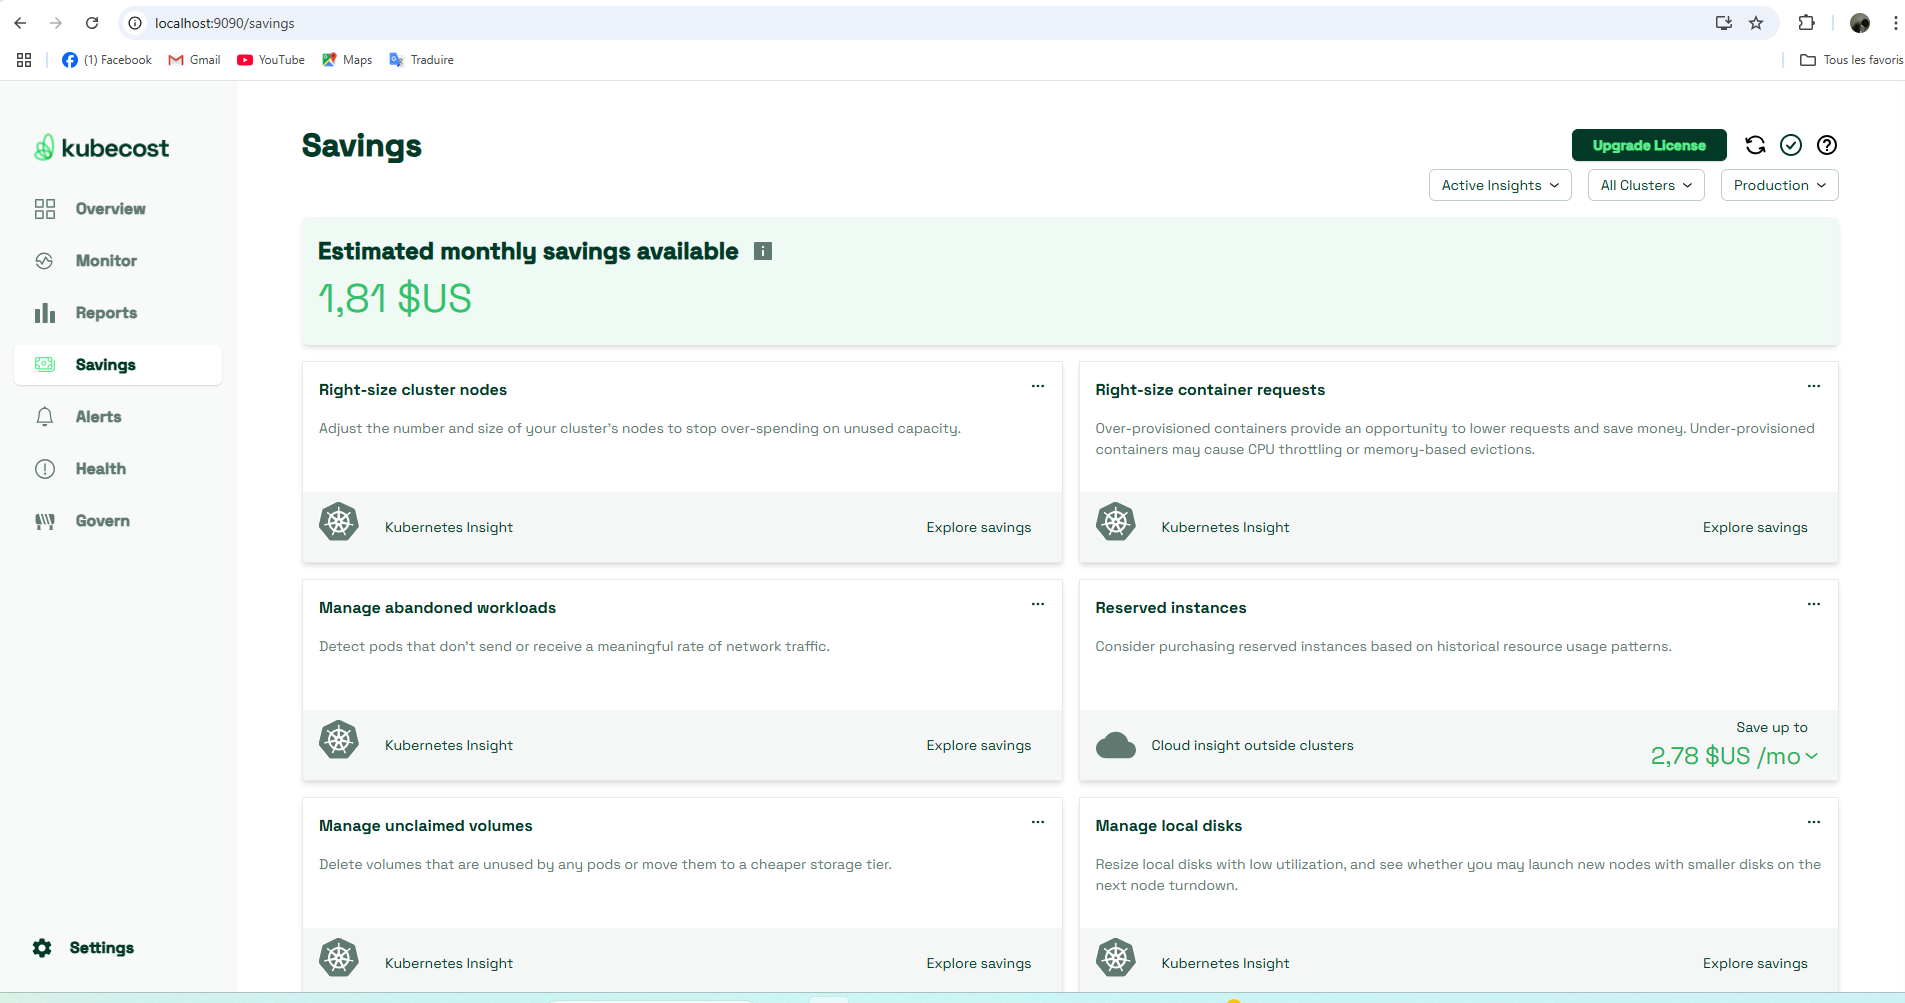 localhost:9090/savings
(1) Facebook
Gmail
YouTube
Maps
Traduire
Tous les favoris
kubecost
Overview
Monitor
Reports
Savings
Alerts
Health
Govern
Settings
Savings
Upgrade License
Active Insights
All Clusters
Production
Estimated monthly savings available
1,81 $US
Right-size cluster nodes
Adjust the number and size of your cluster's nodes to stop over-spending on unused capacity.
Kubernetes Insight
Explore savings
Right-size container requests
Over-provisioned containers provide an opportunity to lower requests and save money. Under-provisioned
containers may cause CPU throttling or memory-based evictions.
Kubernetes Insight
Explore savings
Manage abandoned workloads
Detect pods that don't send or receive a meaningful rate of network traffic.
Kubernetes Insight
Explore savings
Reserved instances
Consider purchasing reserved instances based on historical resource usage patterns.
Cloud insight outside clusters
Save up to
2,78 $US /mo
Manage unclaimed volumes
Delete volumes that are unused by any pods or move them to a cheaper storage tier.
Kubernetes Insight
Explore savings
Manage local disks
Resize local disks with low utilization, and see whether you may launch new nodes with smaller disks on the
next node turndown.
Kubernetes Insight
Explore savings